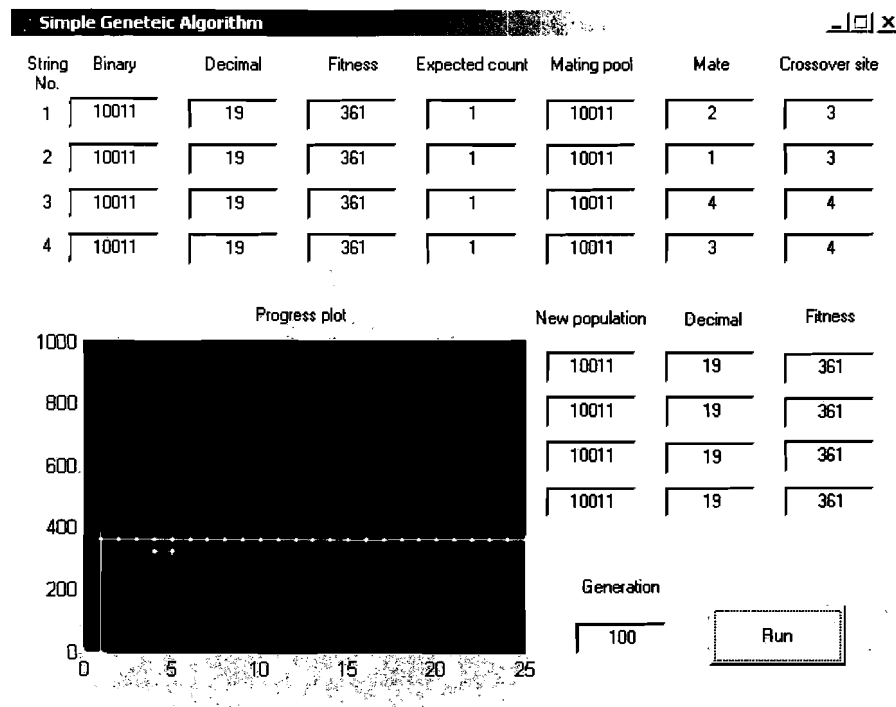 Simple Geneteic Algorithm
String No. Binary Decimal Fitness Expected count Mating pool Mate Crossover site
1 10011 19 361 1 10011 2 3
2 10011 19 361 1 10011 1 3
3 10011 19 361 1 10011 4 4
4 10011 19 361 1 10011 3 4
Progress plot
1000
800
600
400
200
0
0 5 10 15 20 25
New population Decimal Fitness
10011 19 361
10011 19 361
10011 19 361
10011 19 361
Generation
100
Run